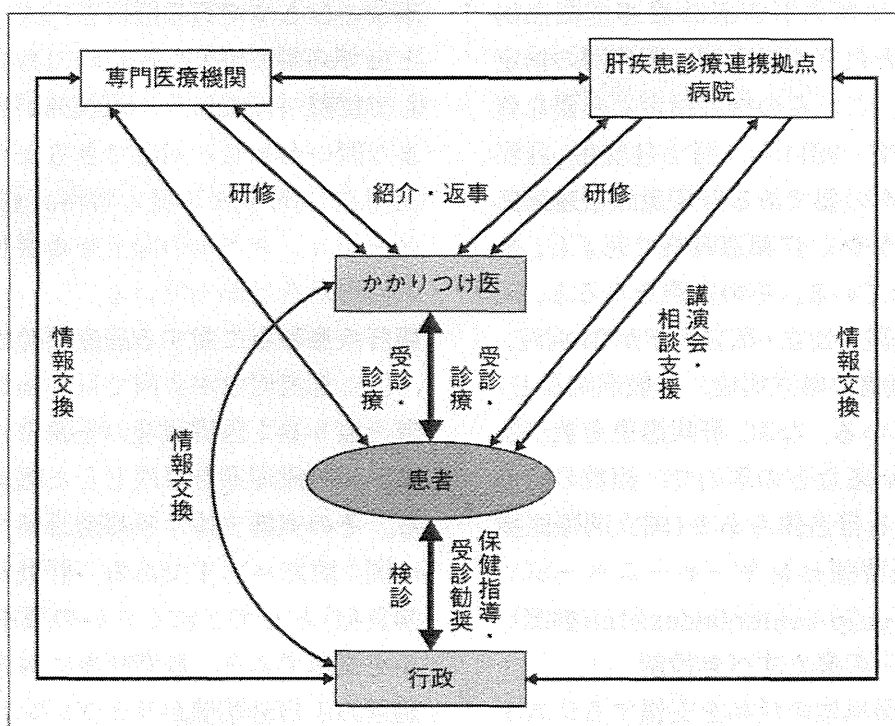 専門医療機関
肝疾患診療連携拠点
病院
研修
紹介・返事
研修
かかりつけ医
情報交換
受診・
診療
受診・
診療
講演会・
相談支援
情報交換
情報交換
患者
検診
保健指導・
受診勧奨
行政